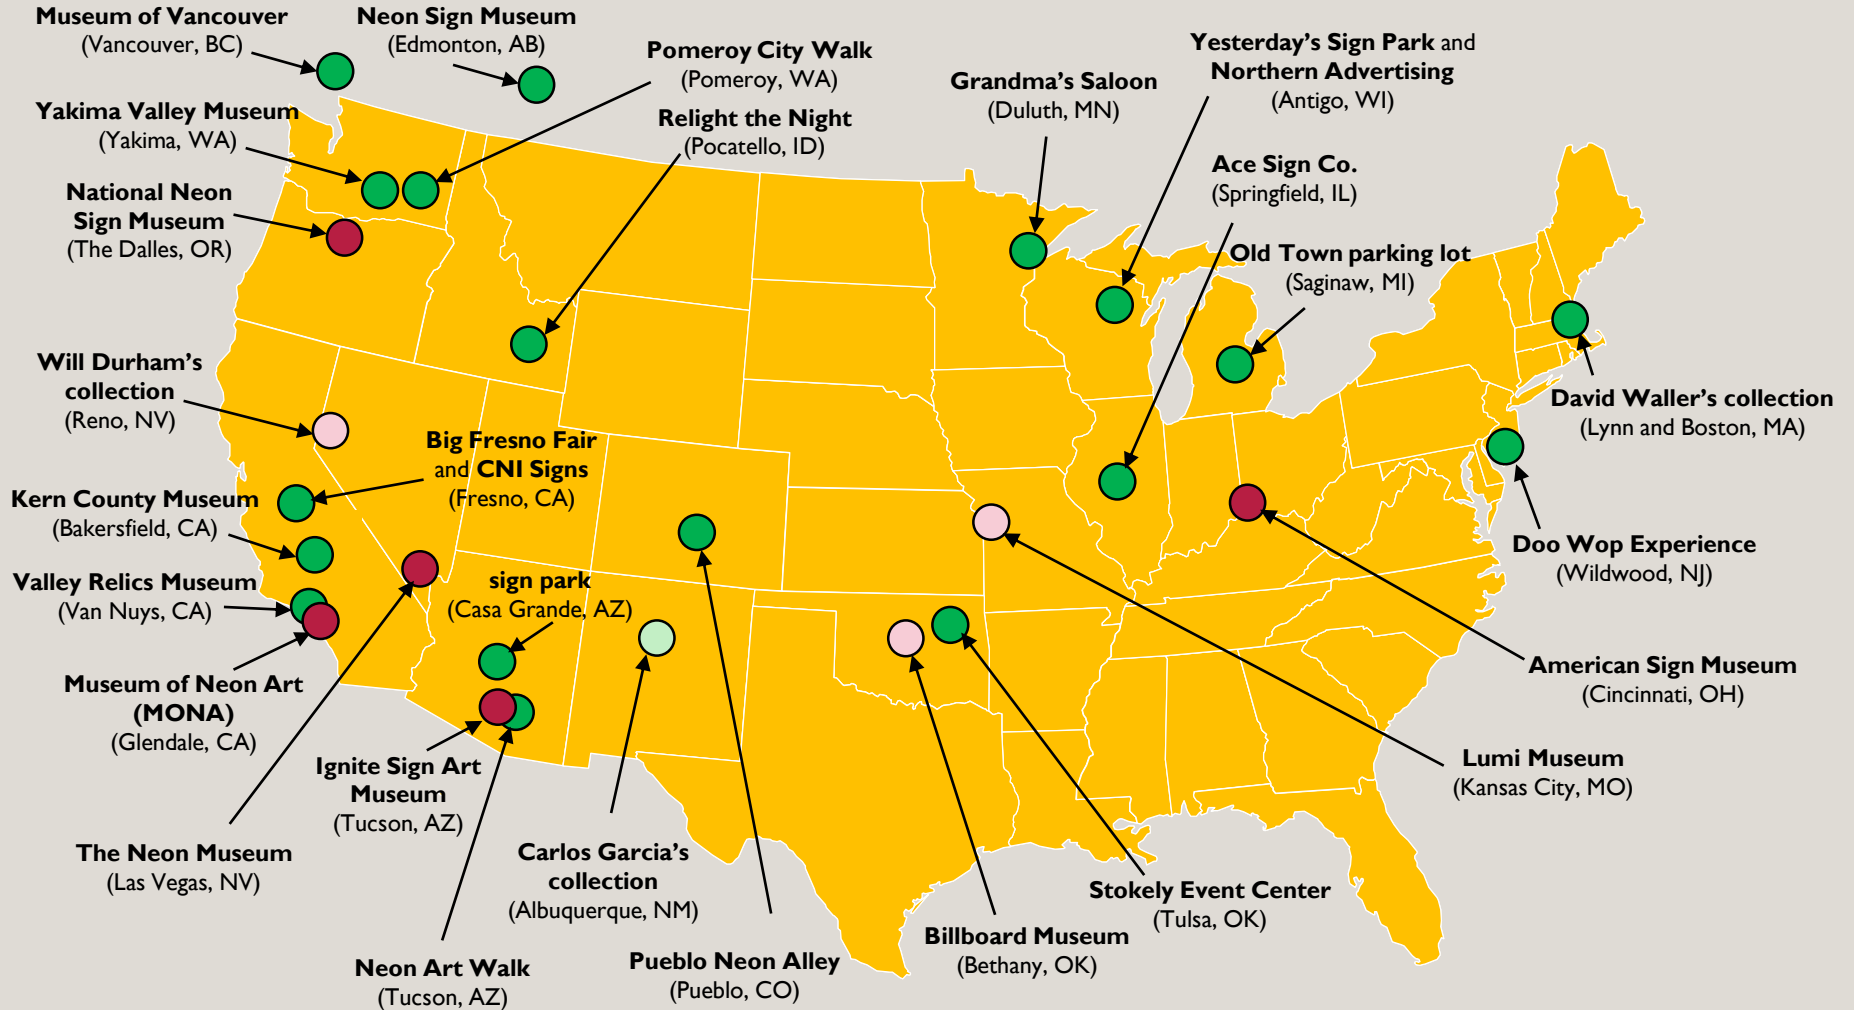 Museum of Vancouver
(Vancouver, BC)
Neon Sign Museum
(Edmonton, AB)
Pomeroy City Walk
(Pomeroy, WA)
Yesterday's Sign Park and
Northern Advertising
(Antigo, WI)
Grandma's Saloon
(Duluth, MN)
Yakima Valley Museum
(Yakima, WA)
Relight the Night
(Pocatello, ID)
Ace Sign Co.
(Springfield, IL)
National Neon
Sign Museum
(The Dalles, OR)
Old Town parking lot
(Saginaw, MI)
Will Durham's
collection
(Reno, NV)
David Waller's collection
(Lynn and Boston, MA)
Big Fresno Fair
and CNI Signs
(Fresno, CA)
Kern County Museum
(Bakersfield, CA)
Doo Wop Experience
(Wildwood, NJ)
Valley Relics Museum
(Van Nuys, CA)
sign park
(Casa Grande, AZ)
American Sign Museum
(Cincinnati, OH)
Museum of Neon Art
(MONA)
(Glendale, CA)
Lumi Museum
(Kansas City, MO)
Ignite Sign Art
Museum
(Tucson, AZ)
The Neon Museum
(Las Vegas, NV)
Carlos Garcia's
collection
(Albuquerque, NM)
Stokely Event Center
(Tulsa, OK)
Billboard Museum
(Bethany, OK)
Pueblo Neon Alley
(Pueblo, CO)
Neon Art Walk
(Tucson, AZ)